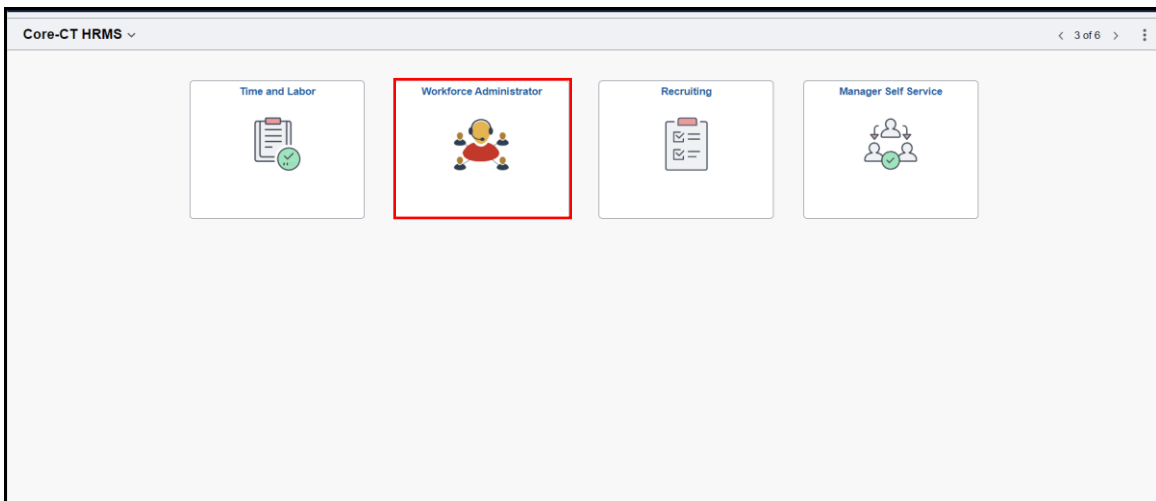 Core-CT HRMS
3 of 6
Time and Labor
Workforce Administrator
Recruiting
Manager Self Service